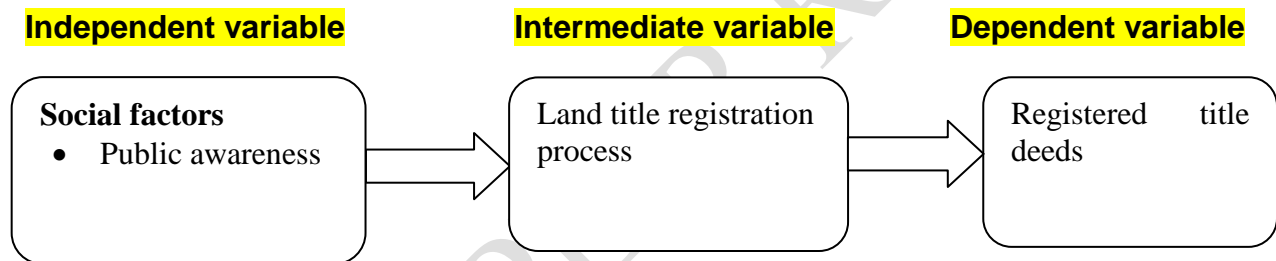 Independent variable
Intermediate variable
Dependent variable
Social factors
• Public awareness
Land title registration
process
Registered title
deeds